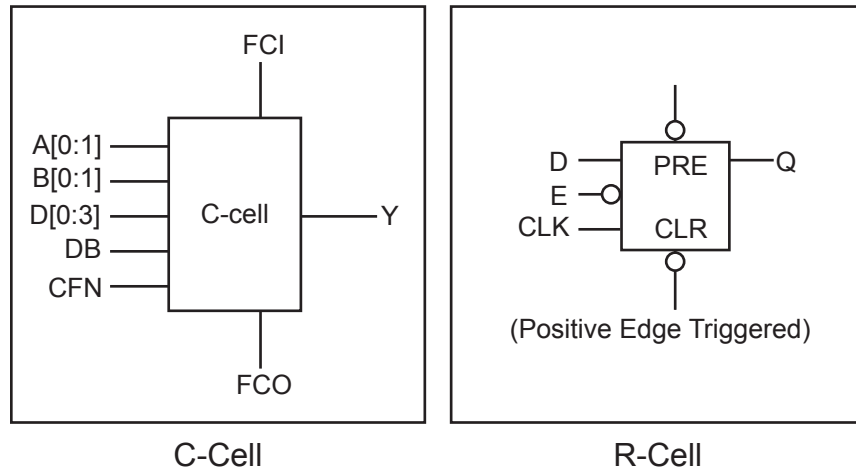 FCI
A[0:1]
B[0:1]
D[0:3]
DB
CFN
C-cell
Y
FCO
C-Cell
D
E
CLK
PRE
CLR
Q
(Positive Edge Triggered)
R-Cell